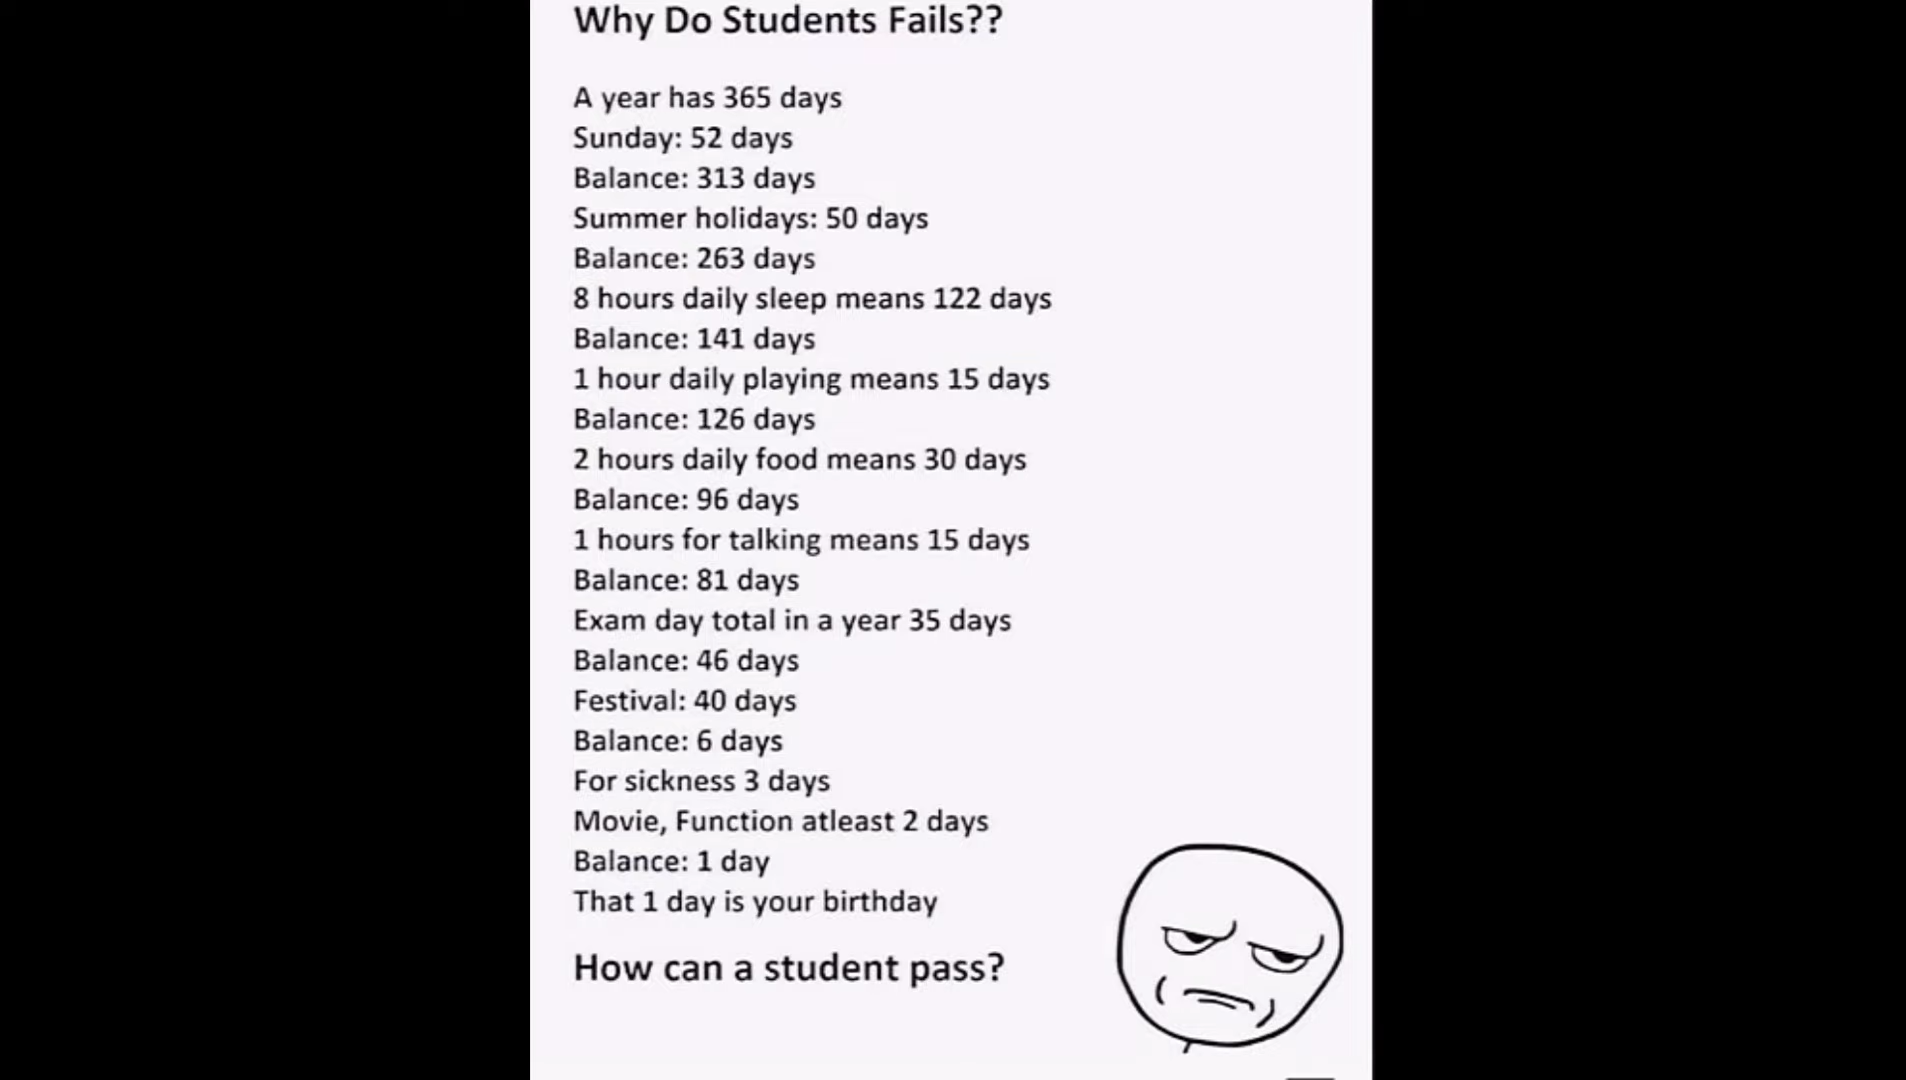 Why Do Students Fails??
A year has 365 days
Sunday: 52 days
Balance: 313 days
Summer holidays: 50 days
Balance: 263 days
8 hours daily sleep means 122 days
Balance: 141 days
1 hour daily playing means 15 days
Balance: 126 days
2 hours daily food means 30 days
Balance: 96 days
1 hours for talking means 15 days
Balance: 81 days
Exam day total in a year 35 days
Balance: 46 days
Festival: 40 days
Balance: 6 days
For sickness 3 days
Movie, Function atleast 2 days
Balance: 1 day
That 1 day is your birthday
How can a student pass?